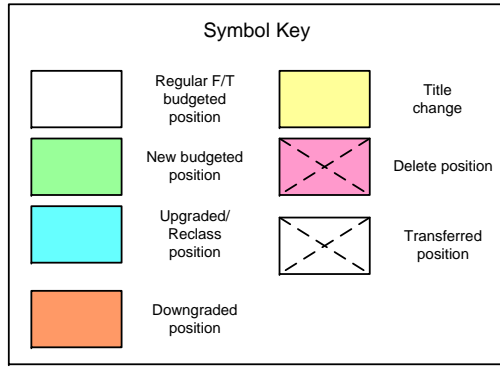 Symbol Key
Regular F/T
budgeted
position
Title
change
New budgeted
position
Delete position
Upgraded/
Reclass
position
Transferred
position
Downgraded
position